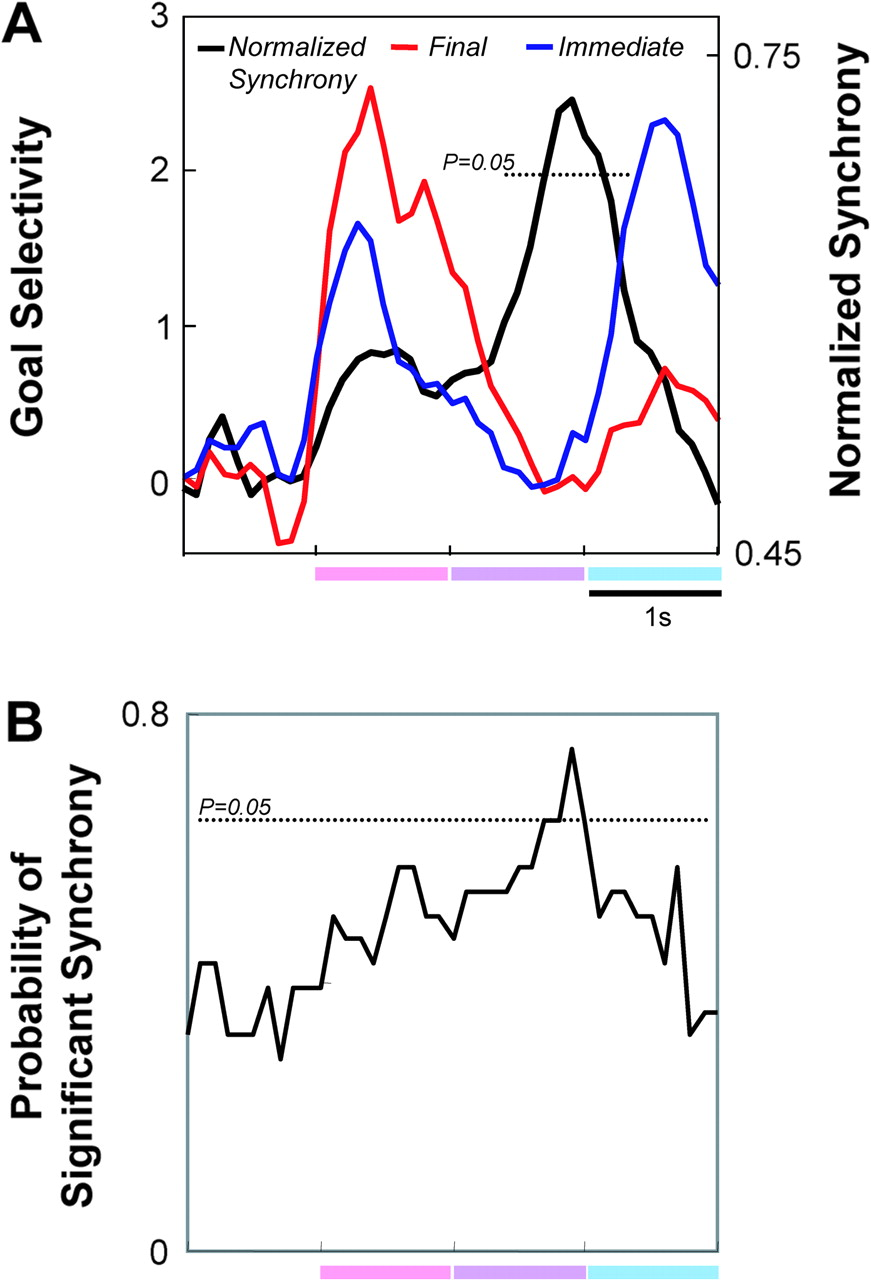 A
3
2
1
0
Goal Selectivity
Normalized
Synchrony
Final
Immediate
P=0.05
0.75
0.45
Normalized Synchrony
1s
B
0.8
0
Probability of
Significant Synchrony
P=0.05